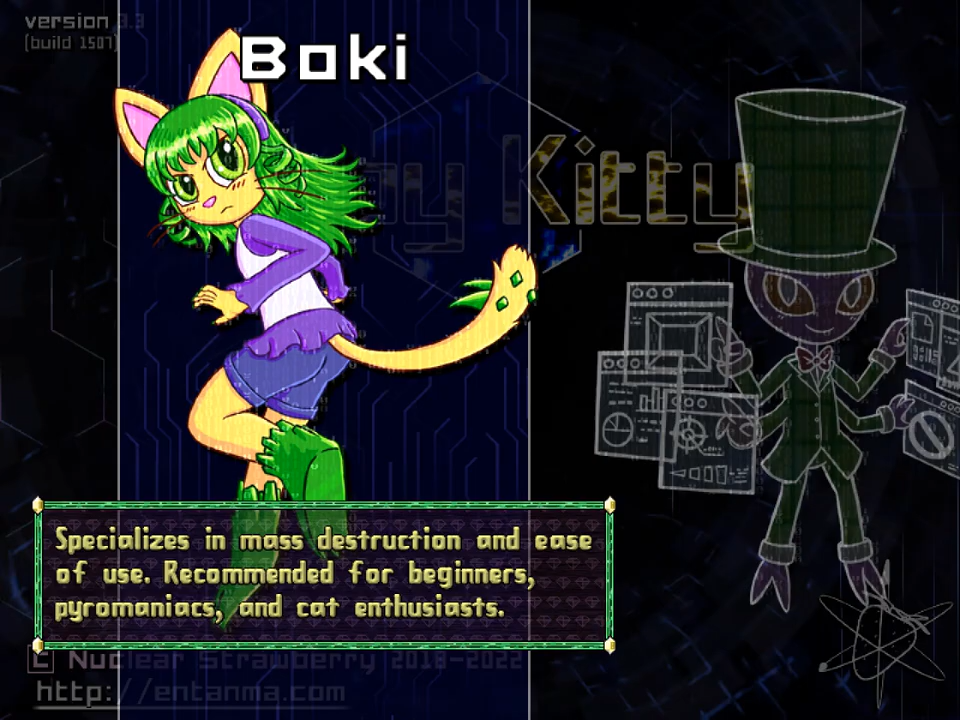 version 3.3
(build 1507)
Boki
Kitty
Specializes in mass destruction and ease
of use. Recommended for beginners,
pyromaniacs, and cat enthusiasts.
C Nuclear Strawberry 2018-2022
http://entanma.com